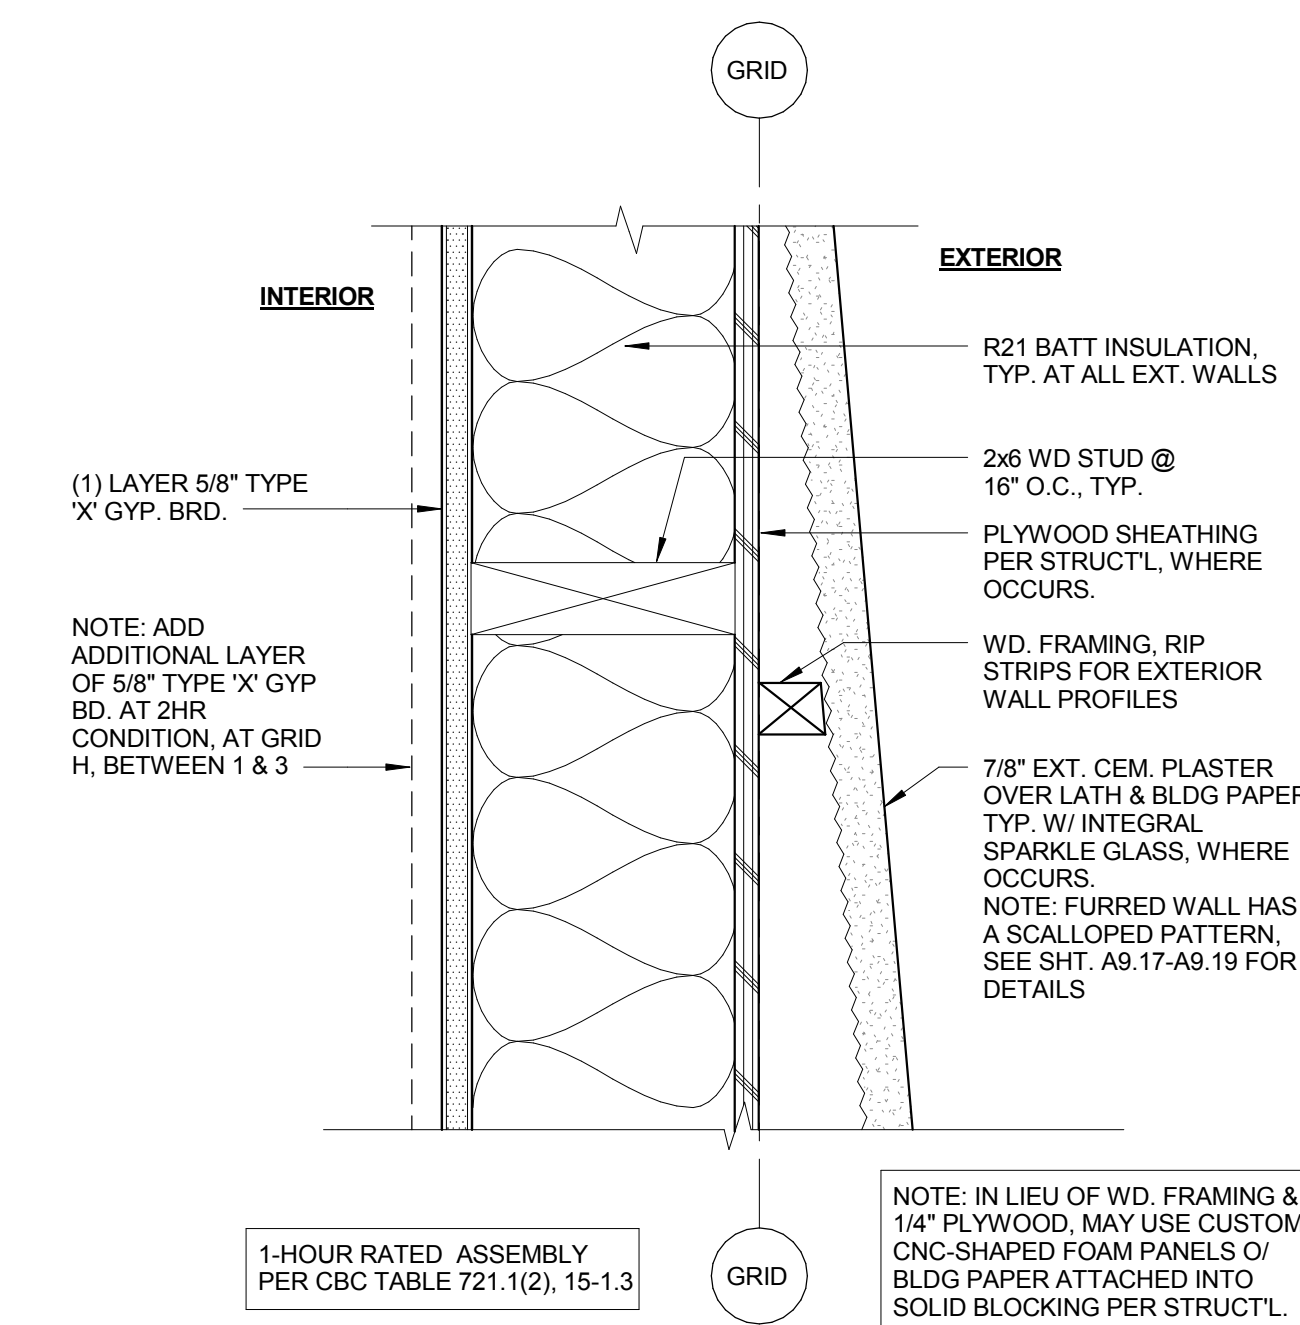 GRID
EXTERIOR
INTERIOR
R21 BATT INSULATION,
TYP. AT ALL EXT. WALLS
(1) LAYER 5/8" TYPE
'X' GYP. BRD.
2x6 WD STUD @
16" O.C., TYP.
PLYWOOD SHEATHING
PER STRUCT'L, WHERE
OCCURS.
NOTE: ADD
ADDITIONAL LAYER
OF 5/8" TYPE 'X' GYP
BD. AT 2HR
CONDITION, AT GRID
H, BETWEEN 1 & 3
WD. FRAMING, RIP
STRIPS FOR EXTERIOR
WALL PROFILES
7/8" EXT. CEM. PLASTER
OVER LATH & BLDG PAPER
TYP. W/ INTEGRAL
SPARKLE GLASS, WHERE
OCCURS.
NOTE: FURRED WALL HAS
A SCALLOPED PATTERN,
SEE SHT. A9.17-A9.19 FOR
DETAILS
1-HOUR RATED ASSEMBLY
PER CBC TABLE 721.1(2), 15-1.3
GRID
NOTE: IN LIEU OF WD. FRAMING &
1/4" PLYWOOD, MAY USE CUSTOM
CNC-SHAPED FOAM PANELS O/
BLDG PAPER ATTACHED INTO
SOLID BLOCKING PER STRUCT'L.